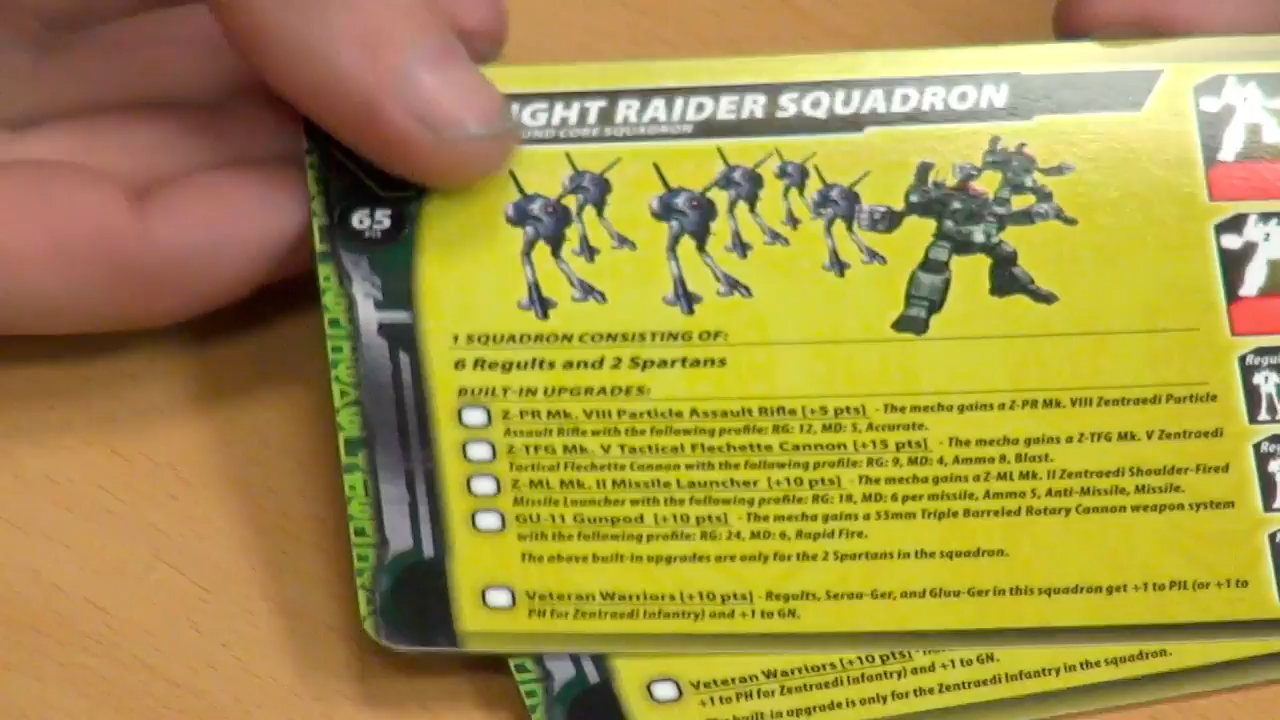 IGHT RAIDER SQUADRON
UND CORE SQUADRON
65
PTS
1 SQUADRON CONSISTING OF:
6 Regults and 2 Spartans
BUILT-IN UPGRADES:
Z-PR Mk. VIII Particle Assault Rifle [+5 pts] - The mecha gains a Z-PR Mk. VIII Zentraedi Particle
Assault Rifle with the following profile: RG: 12, MD: 5, Accurate.
Z-TFG Mk. V Tactical Flechette Cannon [+15 pts] - The mecha gains a Z-TFG Mk. V Zentraedi
Tactical Flechette Cannon with the following profile: RG: 9, MD: 4, Ammo 8, Blast.
Z-ML Mk. II Missile Launcher [+10 pts] - The mecha gains a Z-ML Mk. II Zentraedi Shoulder-Fired
Missile Launcher with the following profile: RG: 18, MD: 6 per missile, Ammo 5, Anti-Missile, Missile.
GU-11 Gunpod [+10 pts] - The mecha gains a 55mm Triple Barreled Rotary Cannon weapon system
with the following profile: RG: 24, MD: 6, Rapid Fire.
The above built-in upgrades are only for the 2 Spartans in the squadron.
Veteran Warriors [+10 pts] - Regults, Serau-Ger, and Gluu-Ger in this squadron get +1 to PIL (or +1 to
PH for Zentraedi Infantry) and +1 to GN.
Regul
Re
Veteran Warriors [+10 pts] -
+1 to PH for Zentraedi Infantry) and +1 to GN.
built-in upgrade is only for the Zentraedi Infantry in the squadron.